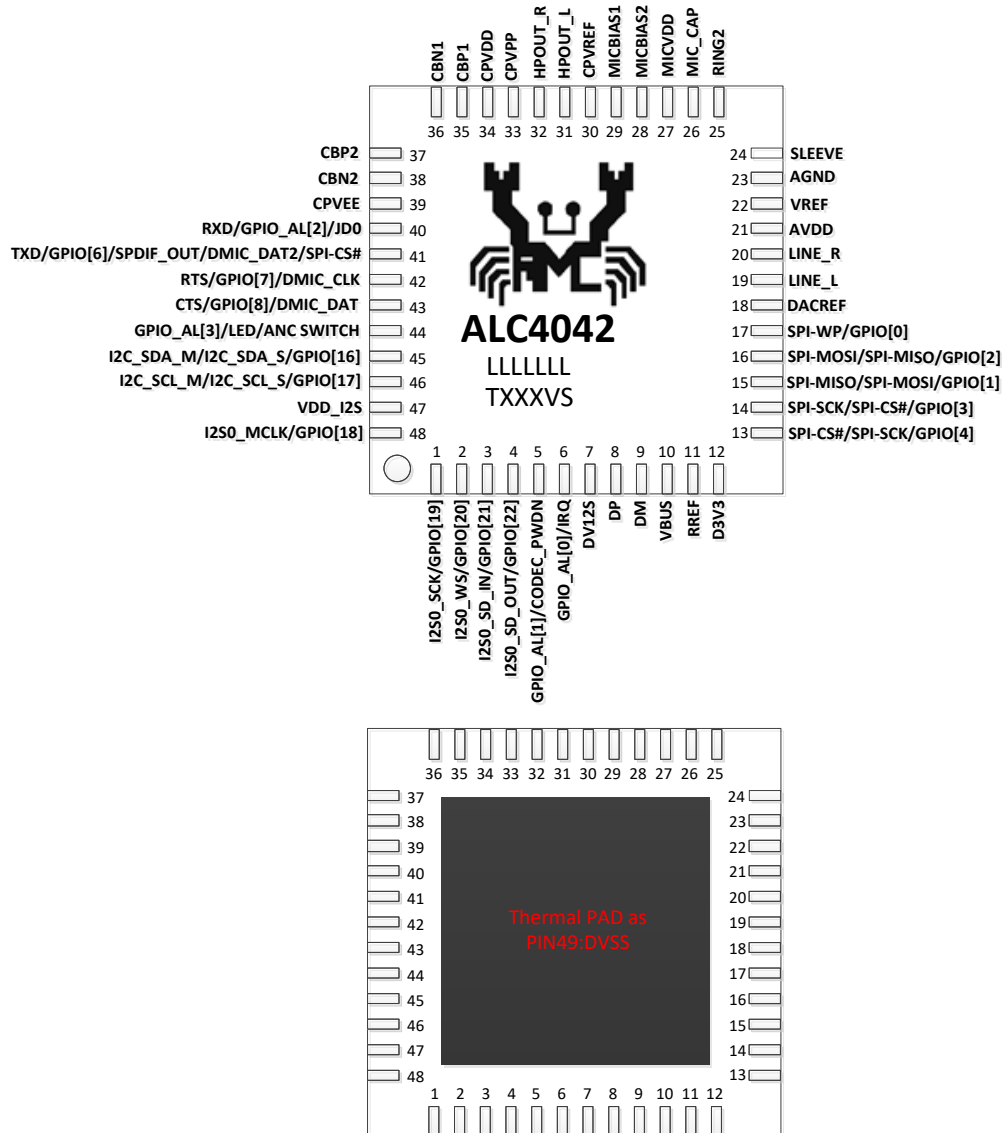 CBN1
CBP1
CPVDD
CPVPP
HPOUT_R
HPOUT_L
CPVREF
MICBIAS1
MICBIAS2
MICVDD
MIC_CAP
RING2
36 35 34 33 32 31 30 29 28 27 26 25
CBP2 37
CBN2 38
CPVEE 39
RXD/GPIO_AL[2]/JD0 40
TXD/GPIO[6]/SPDIF_OUT/DMIC_DAT2/SPI-CS# 41
RTS/GPIO[7]/DMIC_CLK 42
CTS/GPIO[8]/DMIC_DAT 43
GPIO_AL[3]/LED/ANC SWITCH 44
I2C_SDA_M/I2C_SDA_S/GPIO[16] 45
I2C_SCL_M/I2C_SCL_S/GPIO[17] 46
VDD_I2S 47
I2S0_MCLK/GPIO[18] 48
AMC
ALC4042
LLLLLLL
TXXXVS
24 SLEEVE
23 AGND
22 VREF
21 AVDD
20 LINE_R
19 LINE_L
18 DACREF
17 SPI-WP/GPIO[0]
16 SPI-MOSI/SPI-MISO/GPIO[2]
15 SPI-MISO/SPI-MOSI/GPIO[1]
14 SPI-SCK/SPI-CS#/GPIO[3]
13 SPI-CS#/SPI-SCK/GPIO[4]
1 2 3 4 5 6 7 8 9 10 11 12
I2S0_SCK/GPIO[19]
I2S0_WS/GPIO[20]
I2S0_SD_IN/GPIO[21]
I2S0_SD_OUT/GPIO[22]
GPIO_AL[1]/CODEC_PWDN
GPIO_AL[0]/IRQ
DV12S
DP
DM
VBUS
RREF
D3V3
36 35 34 33 32 31 30 29 28 27 26 25
37
38
39
40
41
42
43
44
45
46
47
48
Thermal PAD as
PIN49:DVSS
24
23
22
21
20
19
18
17
16
15
14
13
1 2 3 4 5 6 7 8 9 10 11 12